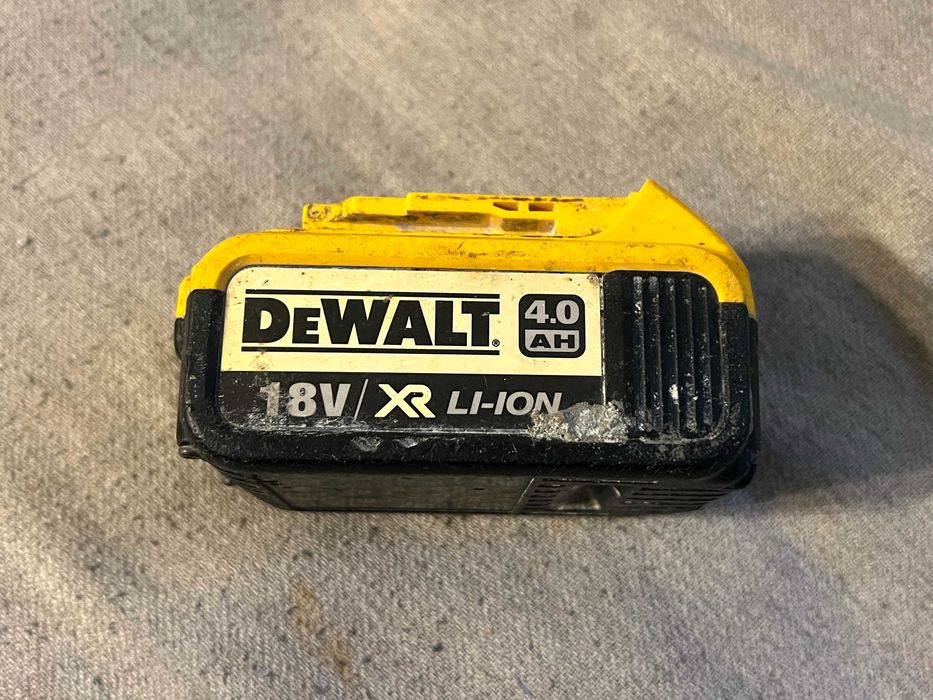 DEWALT®
4.0
AH
18V/XR LI-ION